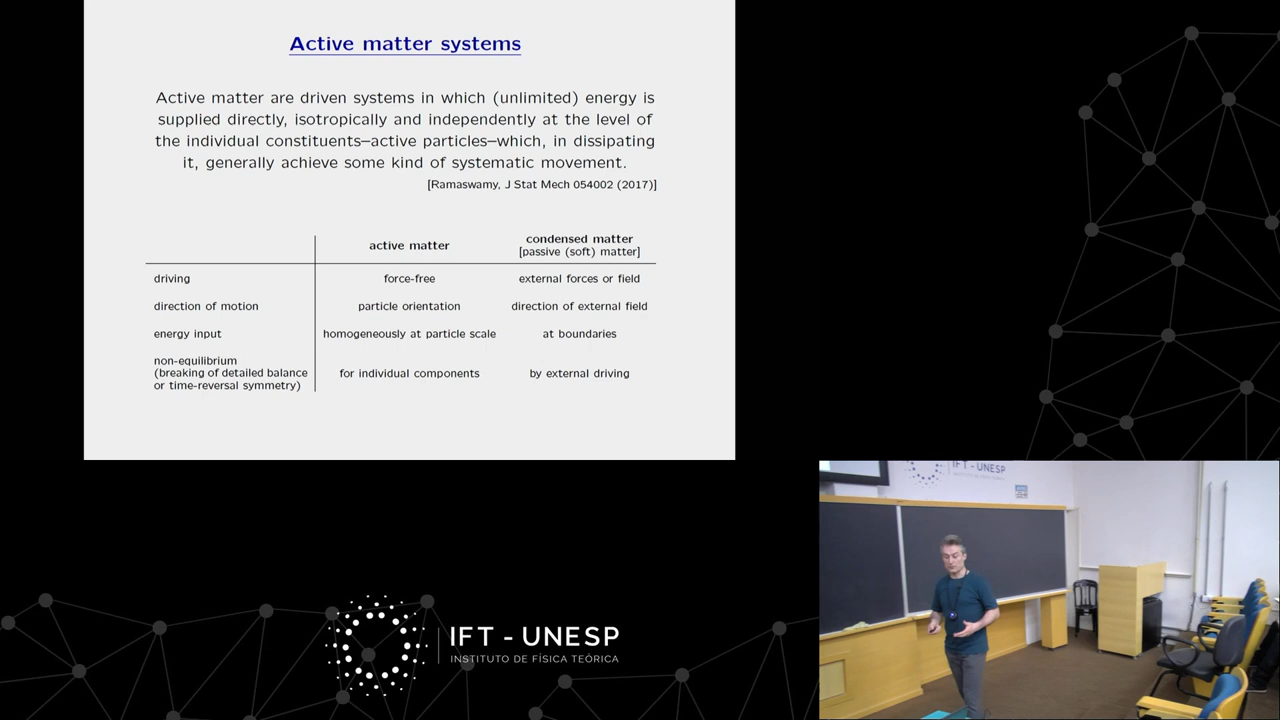 Active matter systems
Active matter are driven systems in which (unlimited) energy is
supplied directly, isotropically and independently at the level of
the individual constituents—active particles—which, in dissipating
it, generally achieve some kind of systematic movement.
[Ramaswamy, J Stat Mech 054002 (2017)]
active matter
condensed matter
[passive (soft) matter]
driving
force-free
external forces or field
direction of motion
particle orientation
direction of external field
energy input
homogeneously at particle scale
at boundaries
non-equilibrium
(breaking of detailed balance
or time-reversal symmetry)
for individual components
by external driving
IFT - UNESP
IFT - UNESP
INSTITUTO DE FÍSICA TEÓRICA